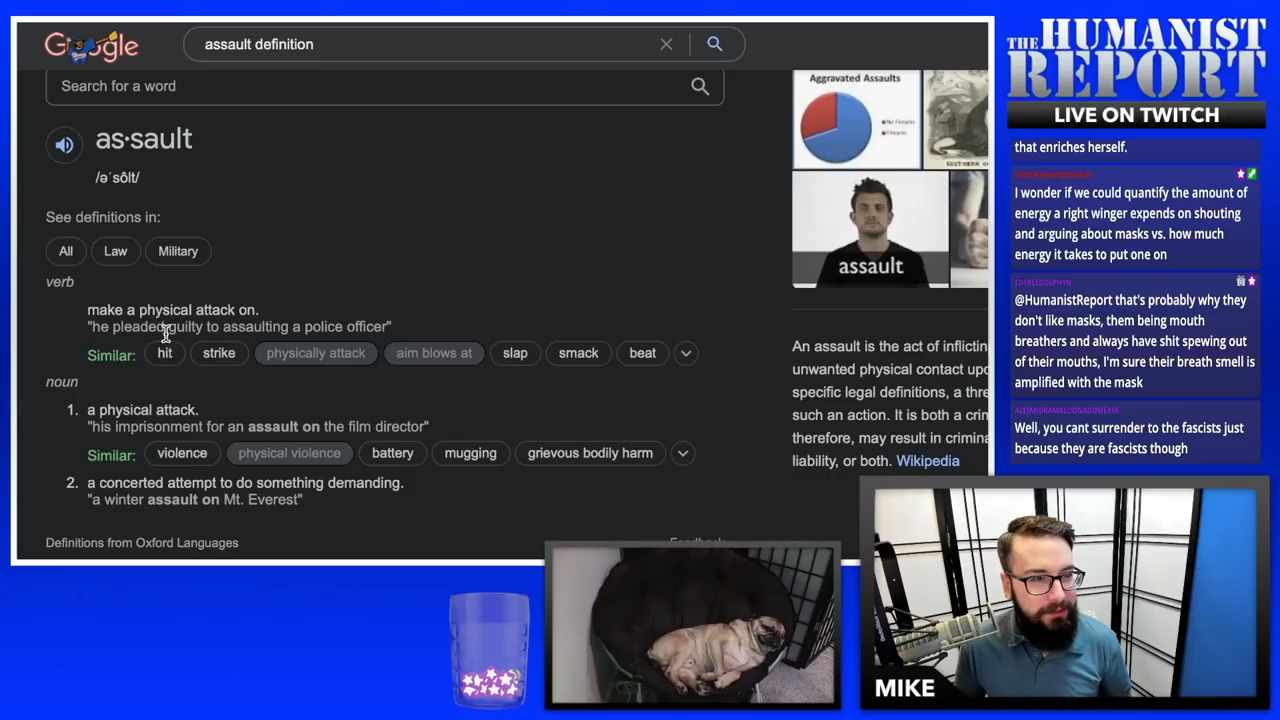 Google
assault definition
Search for a word
as·sault
/əˈsôlt/
See definitions in:
All
Law
Military
verb
make a physical attack on.
"he pleaded guilty to assaulting a police officer"
Similar:
hit
strike
physically attack
aim blows at
slap
smack
beat
noun
1. a physical attack.
"his imprisonment for an assault on the film director"
Similar:
violence
physical violence
battery
mugging
grievous bodily harm
2. a concerted attempt to do something demanding.
"a winter assault on Mt. Everest"
Definitions from Oxford Languages
Feedback
Aggravated Assaults
No Firearms
Firearms
assault
An assault is the act of inflictin
unwanted physical contact upo
specific legal definitions, a thre
such an action. It is both a crim
therefore, may result in crimina
liability, or both. Wikipedia
THE HUMANIST
REPORT
LIVE ON TWITCH
that enriches herself.
I wonder if we could quantify the amount of
energy a right winger expends on shouting
and arguing about masks vs. how much
energy it takes to put one on
@HumanistReport that's probably why they
don't like masks, them being mouth
breathers and always have shit spewing out
of their mouths, I'm sure their breath smell is
amplified with the mask
ALEJANDRAMALDONADOMEXIA
Well, you cant surrender to the fascists just
because they are fascists though
MIKE